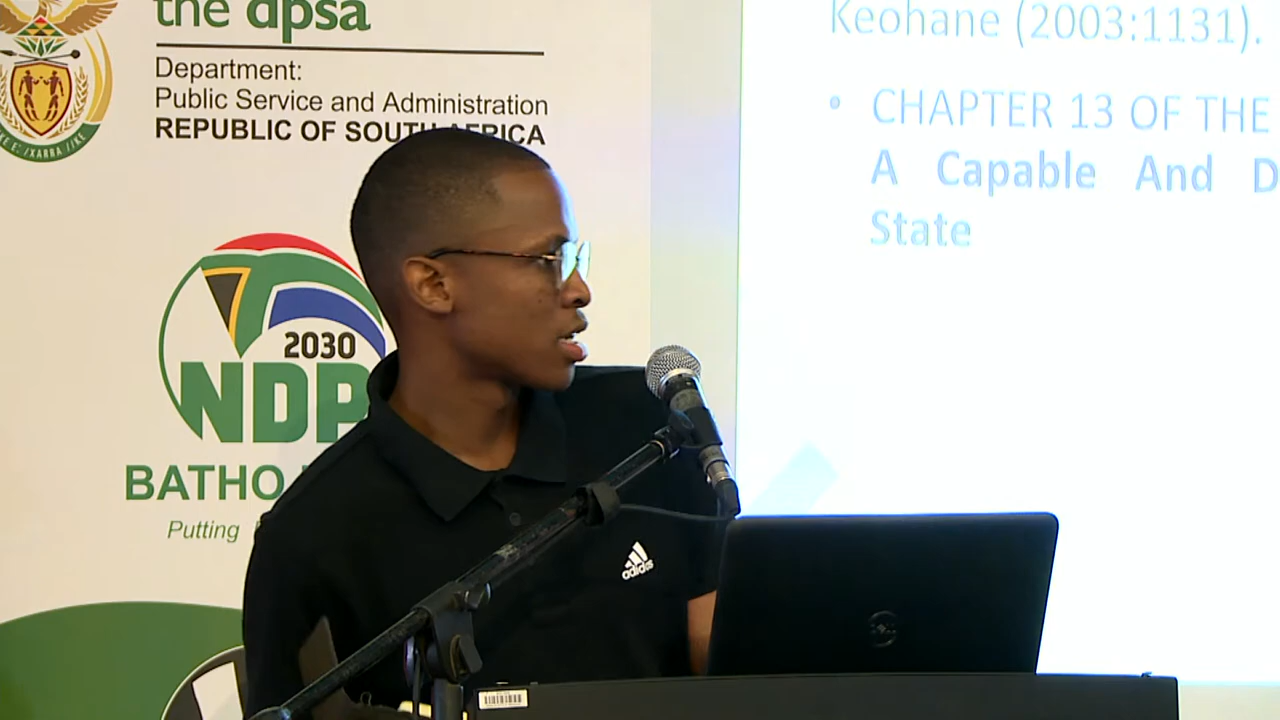 the dpsa
Department:
Public Service and Administration
REPUBLIC OF SOUTH AFRICA
2030
NDP
BATHO
Putting
adidas
DELL
Keohane (2003:1131).
• CHAPTER 13 OF THE
A Capable And D
State